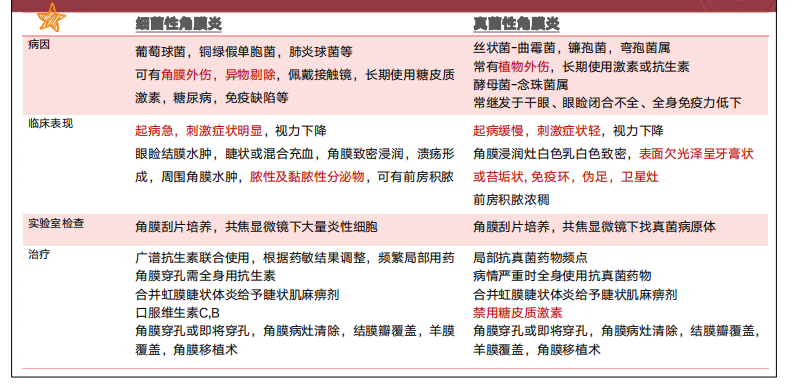 细菌性角膜炎 真菌性角膜炎
病因
葡萄球菌，铜绿假单胞菌，肺炎球菌等
可有角膜外伤，异物剔除，佩戴接触镜，长期使用糖皮质
激素，糖尿病，免疫缺陷等
丝状菌-曲霉菌，镰孢菌，弯孢菌属
常有植物外伤，长期使用激素或抗生素
酵母菌-念珠菌属
常继发于干眼、眼睑闭合不全、全身免疫力低下
临床表现
起病急，刺激症状明显，视力下降
眼睑结膜水肿，睫状或混合充血，角膜致密浸润，溃疡形
成，周围角膜水肿，脓性及黏脓性分泌物，可有前房积脓
起病缓慢，刺激症状轻，视力下降
角膜浸润灶白色乳白色致密，表面欠光泽呈牙膏状
或苔垢状, 免疫环，伪足，卫星灶
前房积脓浓稠
实验室检查
角膜刮片培养，共焦显微镜下大量炎性细胞
角膜刮片培养，共焦显微镜下找真菌病原体
治疗
广谱抗生素联合使用，根据药敏结果调整，频繁局部用药
角膜穿孔需全身用抗生素
合并虹膜睫状体炎给予睫状肌麻痹剂
口服维生素C,B
角膜穿孔或即将穿孔，角膜病灶清除，结膜瓣覆盖，羊膜
覆盖，角膜移植术
局部抗真菌药物频点
病情严重时全身使用抗真菌药物
合并虹膜睫状体炎给予睫状肌麻痹剂
禁用糖皮质激素
角膜穿孔或即将穿孔，角膜病灶清除，结膜瓣覆盖，
羊膜覆盖，角膜移植术